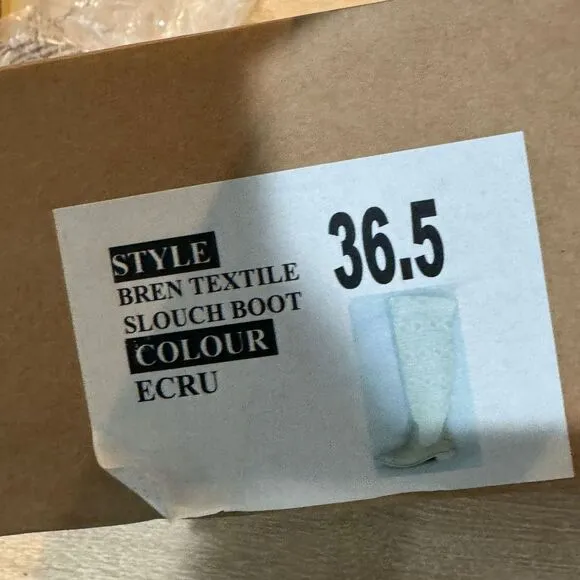 STYLE
BREN TEXTILE
SLOUCH BOOT
COLOUR
ECRU
36.5